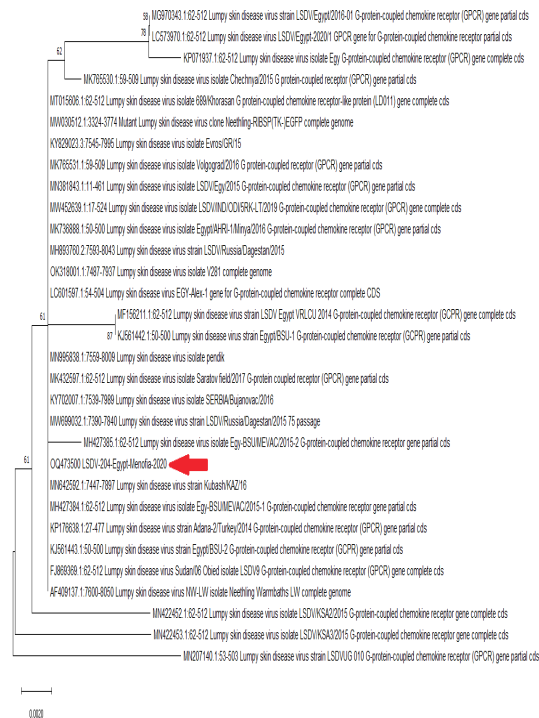 59
MG970343.1:62-512 Lumpy skin disease virus strain LSDV/Egypt/2016-01 G-protein-coupled chemokine receptor (GPCR) gene partial cds
78
LC573970.1:62-512 Lumpy skin disease virus LSDV/Egypt-2020/1 GPCR gene for G-protein-coupled chemokine receptor partial cds
62
KP071937.1:62-512 Lumpy skin disease virus isolate Egy G-protein-coupled chemokine receptor (GPCR) gene complete cds
MK765530.1:59-509 Lumpy skin disease virus isolate Chechnya/2015 G protein-coupled receptor (GPCR) gene partial cds
MT015606.1:62-512 Lumpy skin disease virus isolate 689/Khorasan G protein-coupled chemokine receptor-like protein (LD011) gene complete cds
MW030512.1:3324-3774 Mutant Lumpy skin disease virus clone Neethling-RIBSP(TK-)EGFP complete genome
KY829023.3:7545-7995 Lumpy skin disease virus isolate Evros/GR/15
MK765531.1:59-509 Lumpy skin disease virus isolate Volgograd/2016 G protein-coupled receptor (GPCR) gene partial cds
MN381843.1:11-461 Lumpy skin disease virus isolate LSDV/Egy/2015 G-protein-coupled chemokine receptor (GPCR) gene partial cds
MW452639.1:17-524 Lumpy skin disease virus isolate LSDV/IND/ODI/5RK-LT/2019 G-protein-coupled chemokine receptor (GPCR) gene complete cds
MK736888.1:50-500 Lumpy skin disease virus isolate Egypt/AHRI-1/Minya/2016 G-protein-coupled chemokine receptor (GPCR) gene partial cds
MH893760.2:7593-8043 Lumpy skin disease virus strain LSDV/Russia/Dagestan/2015
OK318001.1:7487-7937 Lumpy skin disease virus isolate V281 complete genome
LC601597.1:54-504 Lumpy skin disease virus EGY-Alex-1 gene for G-protein-coupled chemokine receptor complete CDS
61
MF156211.1:62-512 Lumpy skin disease virus strain LSDV Egypt VRLCU 2014 G-protein-coupled chemokine receptor (GCPR) gene complete cds
87
KJ561442.1:50-500 Lumpy skin disease virus strain Egypt/BSU-1 G-protein-coupled chemokine receptor (GCPR) gene partial cds
MN995838.1:7559-8009 Lumpy skin disease virus isolate pendik
MK432597.1:62-512 Lumpy skin disease virus isolate Saratov field/2017 G-protein coupled receptor (GPCR) gene partial cds
KY702007.1:7539-7989 Lumpy skin disease virus isolate SERBIA/Bujanovac/2016
MW699032.1:7390-7840 Lumpy skin disease virus strain LSDV/Russia/Dagestan/2015 75 passage
MH427385.1:62-512 Lumpy skin disease virus isolate Egy-BSU/MEVAC/2015-2 G-protein-coupled chemokine receptor gene partial cds
61
OQ473500 LSDV-204-Egypt-Menofia-2020
MN642592.1:7447-7897 Lumpy skin disease virus strain Kubash/KAZ/16
MH427384.1:62-512 Lumpy skin disease virus isolate Egy-BSU/MEVAC/2015-1 G-protein-coupled chemokine receptor gene partial cds
KP176638.1:27-477 Lumpy skin disease virus strain Adana-2/Turkey/2014 G-protein coupled chemokine receptor (GPCR) gene partial cds
KJ561443.1:50-500 Lumpy skin disease virus strain Egypt/BSU-2 G-protein-coupled chemokine receptor (GCPR) gene partial cds
FJ869369.1:62-512 Lumpy skin disease virus Sudan/06 Obied isolate LSDV9 G-protein-coupled chemokine receptor (GPCR) gene complete cds
AF409137.1:7600-8050 Lumpy skin disease virus NW-LW isolate Neethling Warmbaths LW complete genome
MN422452.1:62-512 Lumpy skin disease virus isolate LSDV/KSA2/2015 G-protein-coupled chemokine receptor gene complete cds
MN422453.1:62-512 Lumpy skin disease virus isolate LSDV/KSA3/2015 G-protein-coupled chemokine receptor gene complete cds
MN207140.1:53-503 Lumpy skin disease virus strain LSDVUG 010 G-protein-coupled chemokine receptor (GPCR) gene partial cds
0.0020